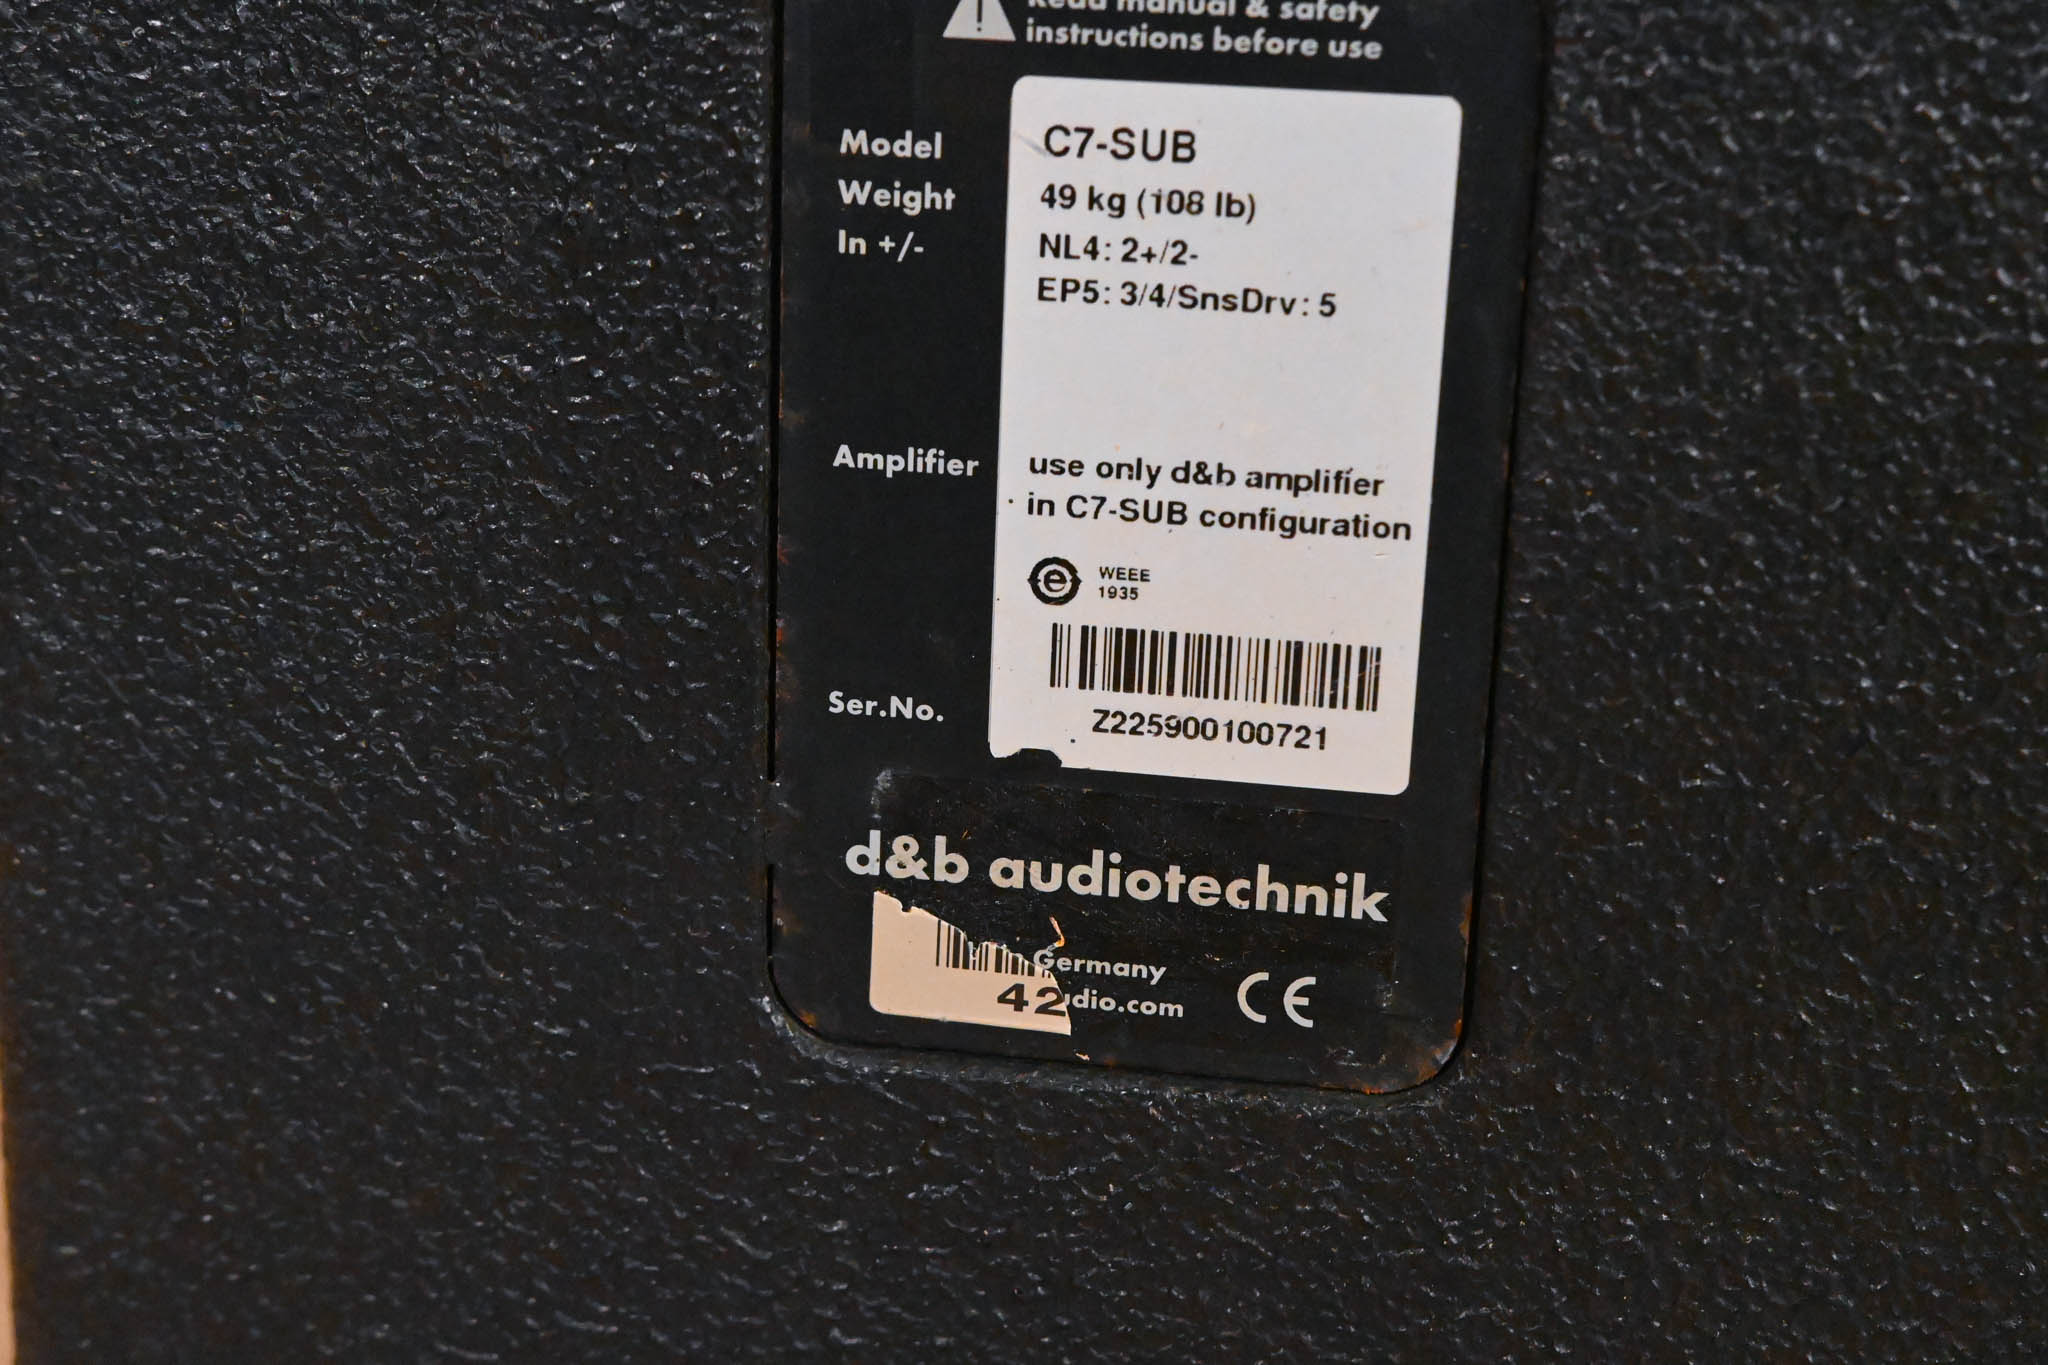 Read manual & safety
instructions before use
Model C7-SUB
Weight 49 kg (108 lb)
In +/- NL4: 2+/2-
EP5: 3/4/SnsDrv: 5
Amplifier use only d&b amplifier
in C7-SUB configuration
e WEEE
1935
Ser.No. Z225900100721
d&b audiotechnik
Germany
42 udio.com CE